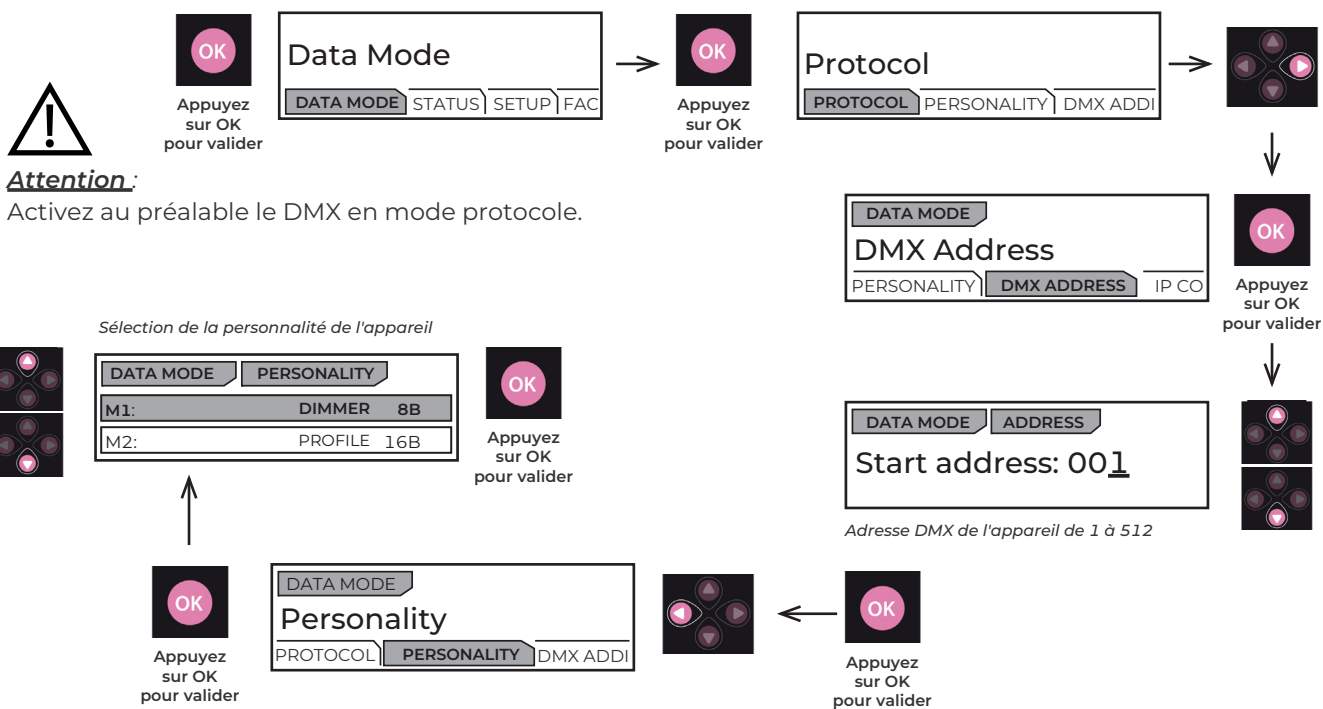 OK
Appuyez
sur OK
pour valider
Data Mode
DATA MODE STATUS SETUP FAC
OK
Appuyez
sur OK
pour valider
Protocol
PROTOCOL PERSONALITY DMX ADDI
Attention :
Activez au préalable le DMX en mode protocole.
DATA MODE
DMX Address
PERSONALITY DMX ADDRESS IP CO
OK
Appuyez
sur OK
pour valider
DATA MODE ADDRESS
Start address: 001
Adresse DMX de l'appareil de 1 à 512
OK
Appuyez
sur OK
pour valider
DATA MODE
Personality
PROTOCOL PERSONALITY DMX ADDI
OK
Appuyez
sur OK
pour valider
Sélection de la personnalité de l'appareil
DATA MODE PERSONALITY
M1: DIMMER 8B
M2: PROFILE 16B
OK
Appuyez
sur OK
pour valider